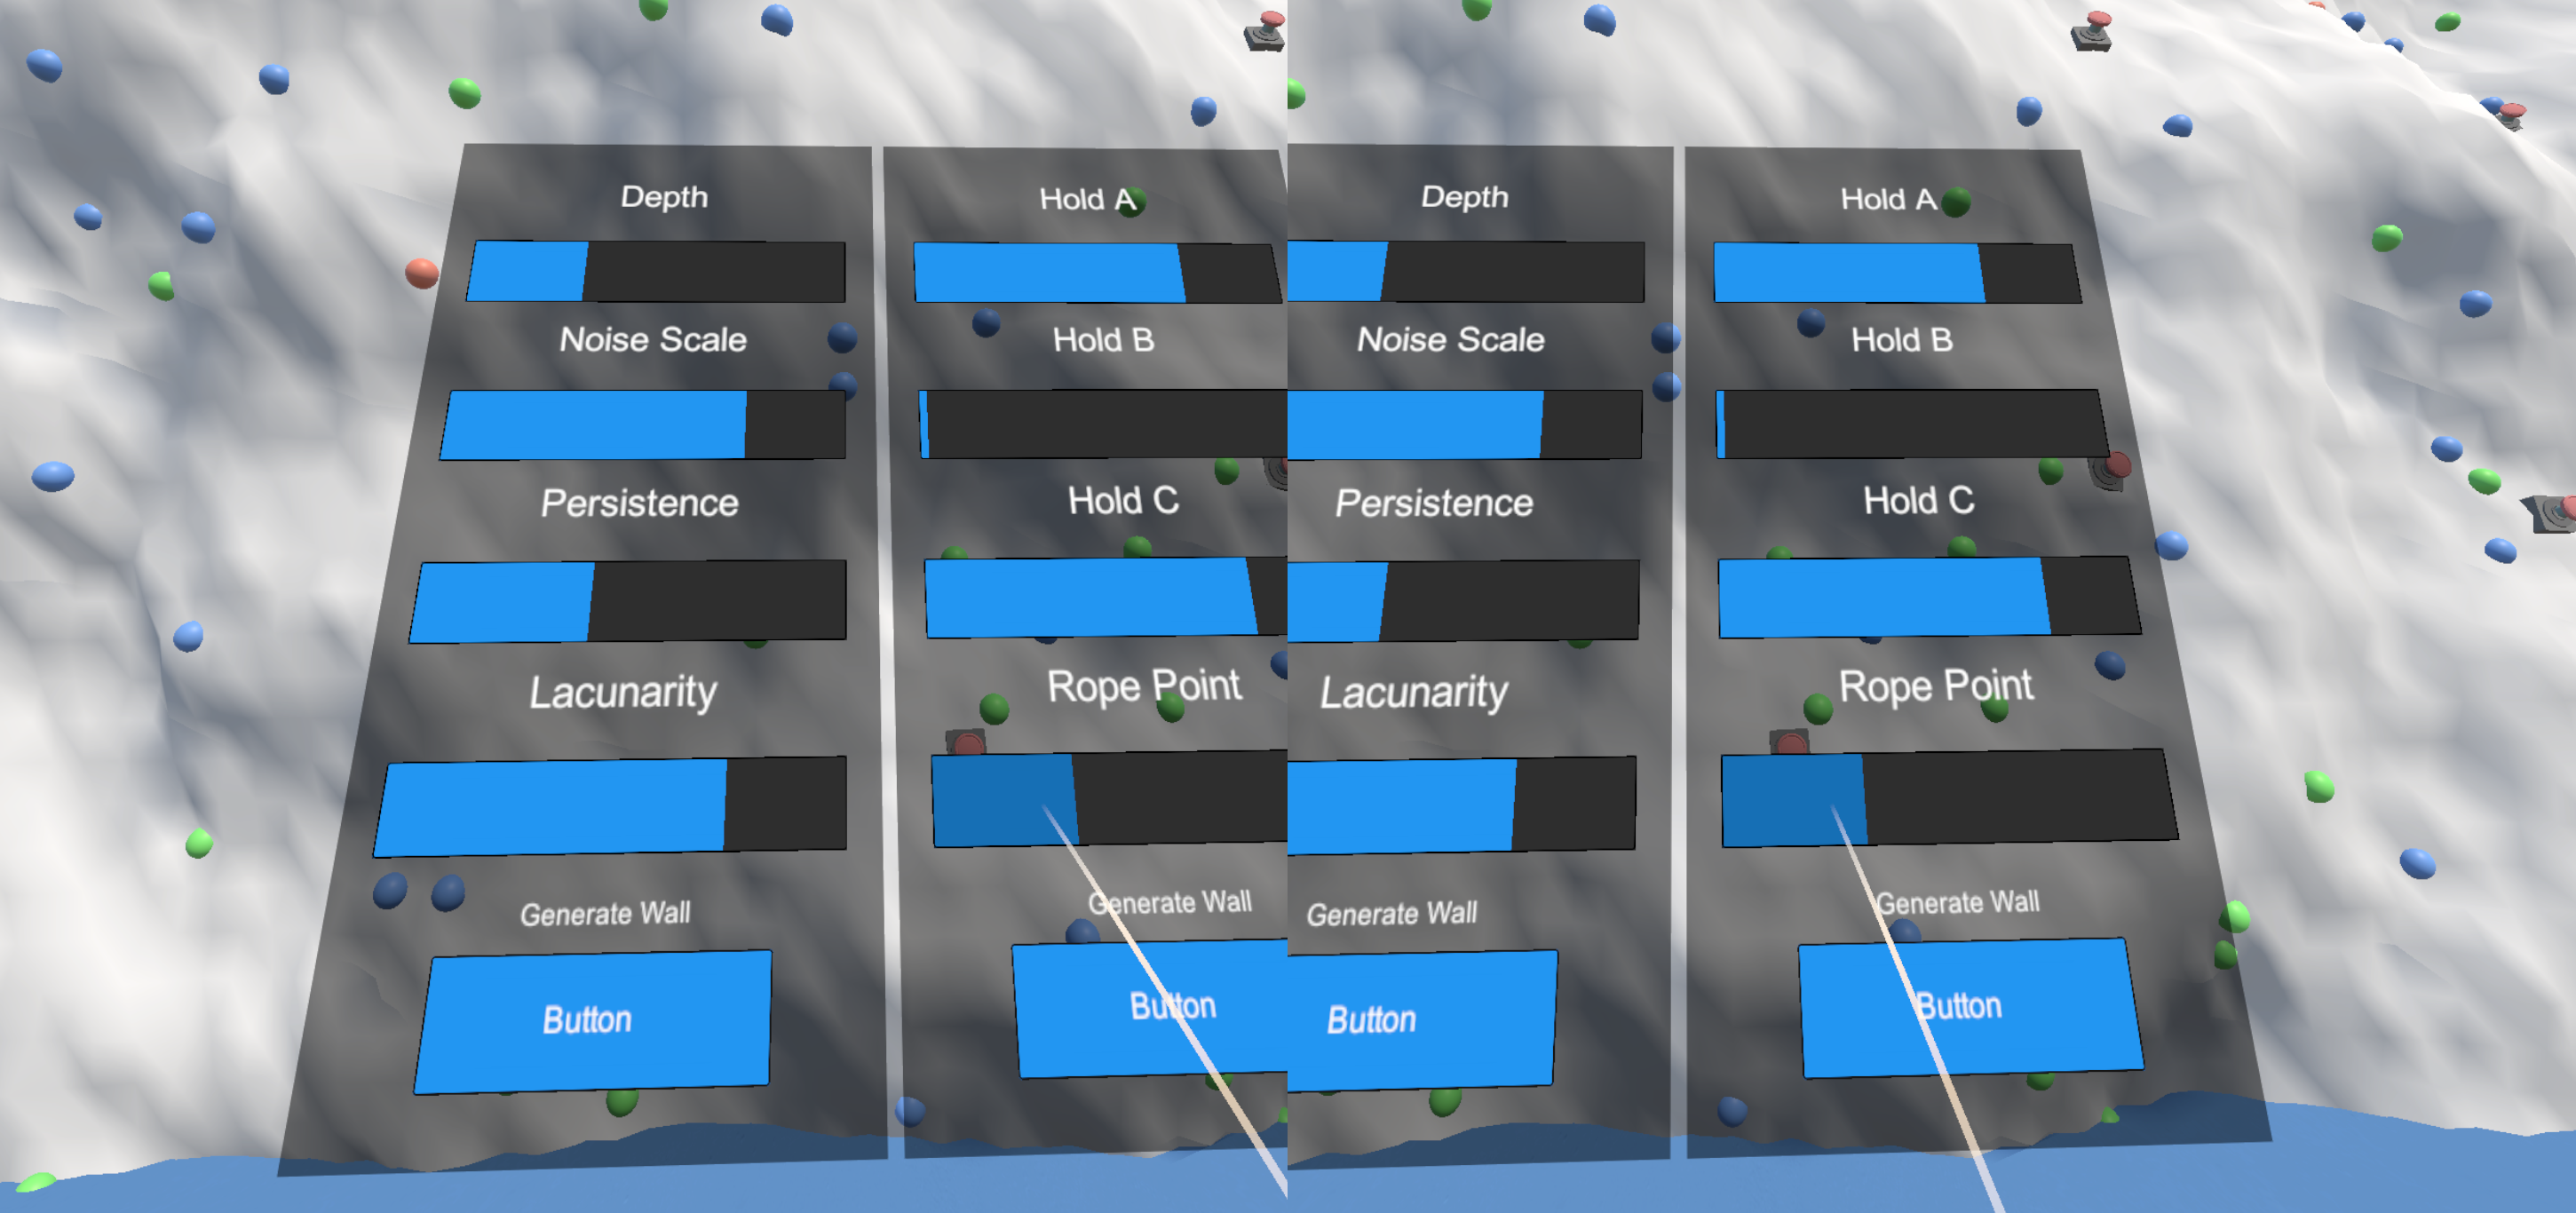 Depth
Noise Scale
Persistence
Lacunarity
Generate Wall
Button
Hold A
Hold B
Hold C
Rope Point
Generate Wall
Button
Depth
Noise Scale
Persistence
Lacunarity
Generate Wall
Button
Hold A
Hold B
Hold C
Rope Point
Generate Wall
Button